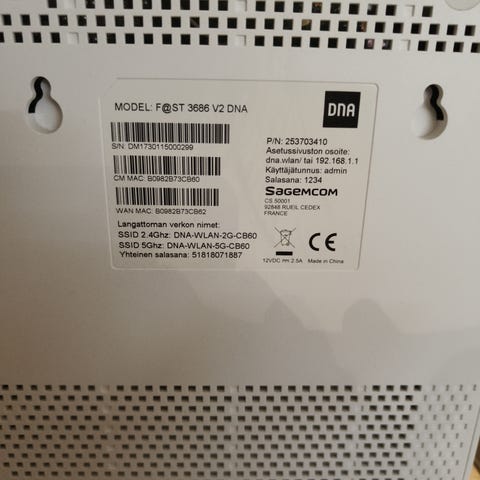 MODEL: F@ST 3686 V2 DNA
DNA
S/N: DM1730115000299
CM MAC: B0982B73CB60
WAN MAC: B0982B73CB62
P/N: 253703410
Asetussivuston osoite:
dna.wlan/ tai 192.168.1.1
Käyttäjätunnus: admin
Salasana: 1234
SAGEMCOM
CS 50001
92848 RUEIL CEDEX
FRANCE
Langattoman verkon nimet:
SSID 2.4Ghz: DNA-WLAN-2G-CB60
SSID 5Ghz: DNA-WLAN-5G-CB60
Yhteinen salasana: 51818071887
CE
12VDC ⎓ 2.5A
Made in China